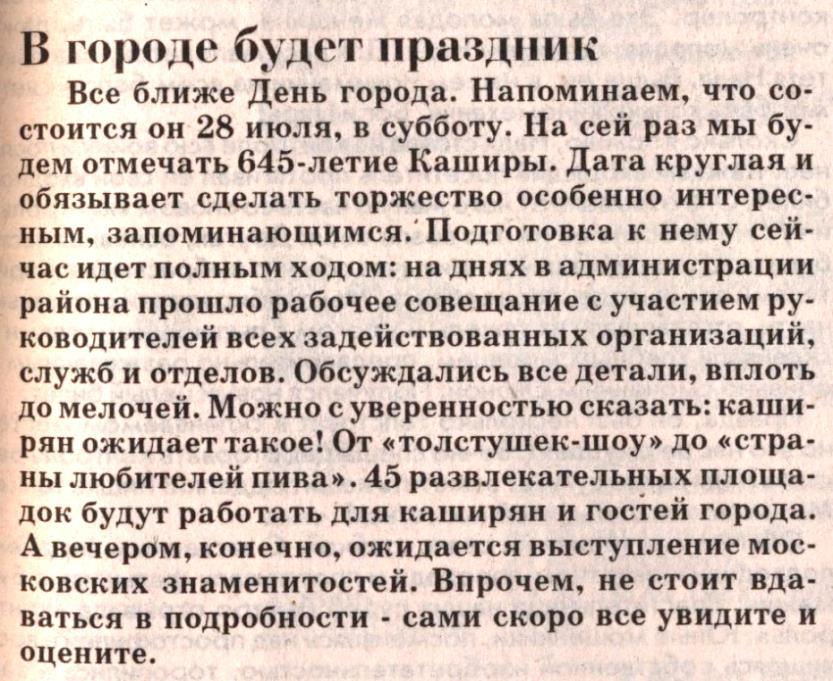 В городе будет праздник
Все ближе День города. Напоминаем, что со-
стоится он 28 июля, в субботу. На сей раз мы бу-
дем отмечать 645-летие Каширы. Дата круглая и
обязывает сделать торжество особенно интерес-
ным, запоминающимся. Подготовка к нему сей-
час идет полным ходом: на днях в администрации
района прошло рабочее совещание с участием ру-
ководителей всех задействованных организаций,
служб и отделов. Обсуждались все детали, вплоть
до мелочей. Можно с уверенностью сказать: каши-
рян ожидает такое! От «толстушек-шоу» до «стра-
ны любителей пива». 45 развлекательных площа-
док будут работать для каширян и гостей города.
А вечером, конечно, ожидается выступление мос-
ковских знаменитостей. Впрочем, не стоит вда-
ваться в подробности - сами скоро все увидите и
оцените.